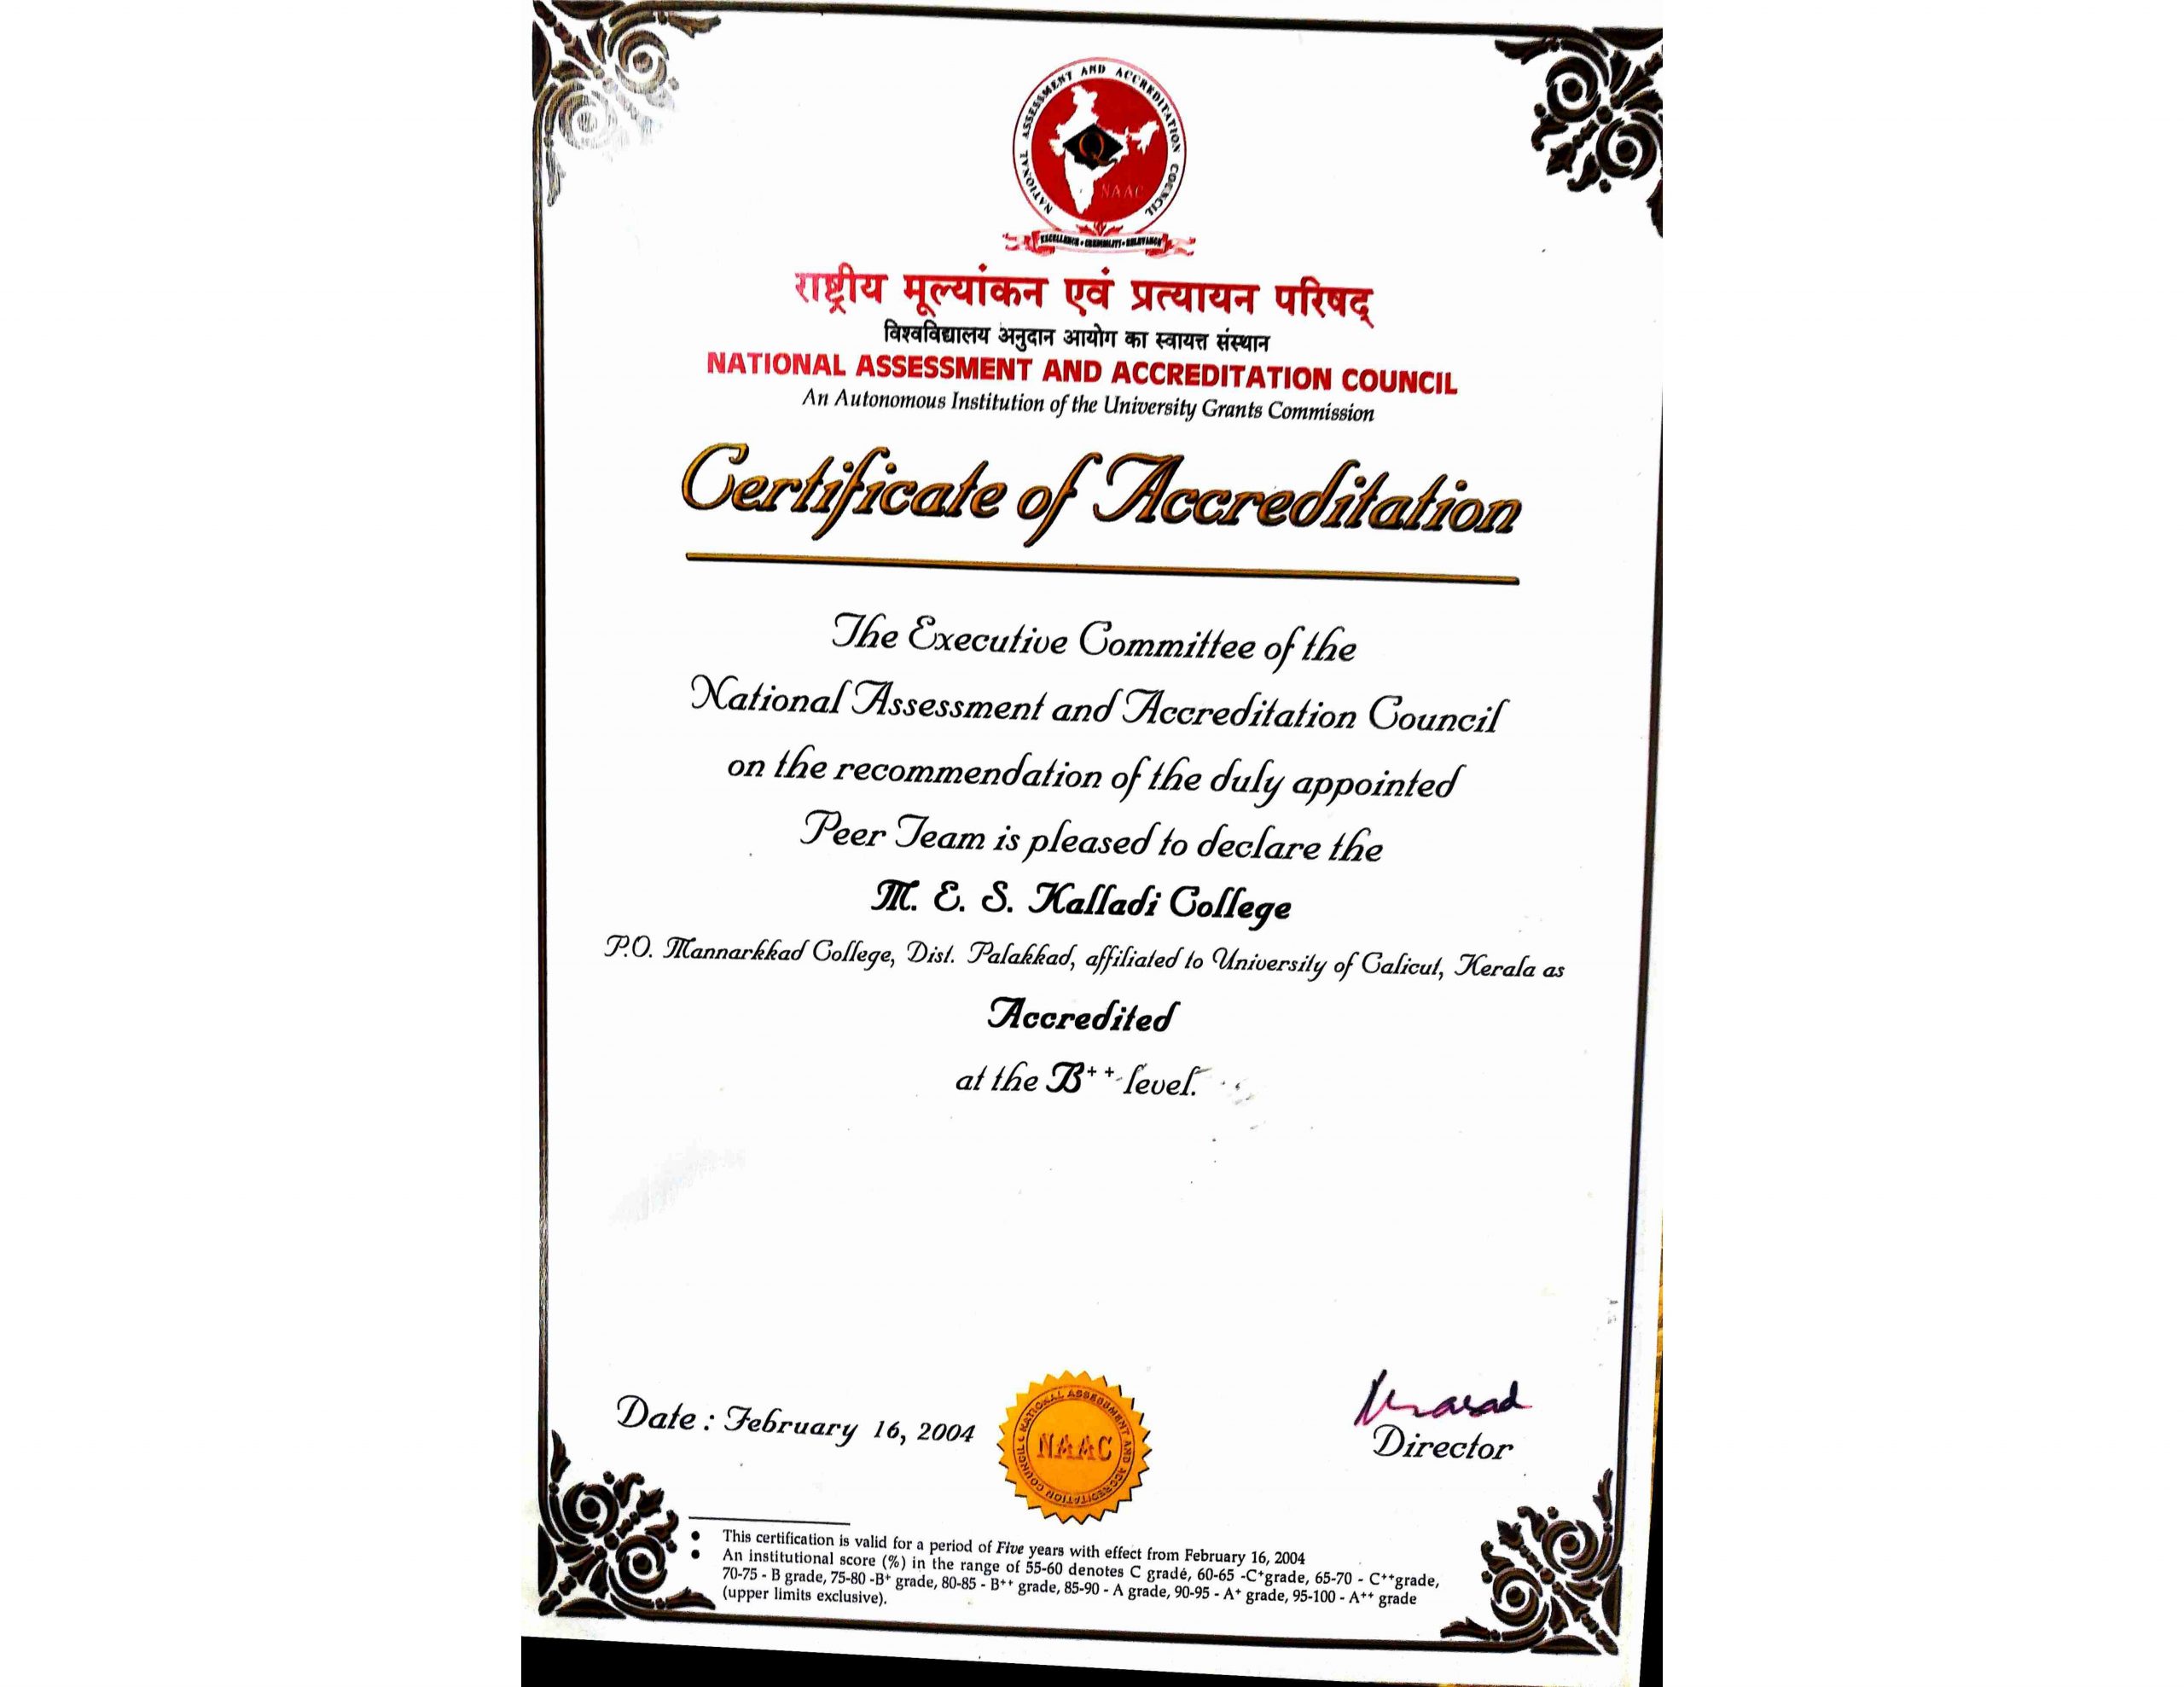 NATIONAL ASSESSMENT AND ACCREDITATION COUNCIL
Q
NAAC
EXCELLENCE • CREDIBILITY • RELEVANCE
राष्ट्रीय मूल्यांकन एवं प्रत्यायन परिषद्
विश्वविद्यालय अनुदान आयोग का स्वायत्त संस्थान
NATIONAL ASSESSMENT AND ACCREDITATION COUNCIL
An Autonomous Institution of the University Grants Commission
Certificate of Accreditation
The Executive Committee of the
National Assessment and Accreditation Council
on the recommendation of the duly appointed
Peer Team is pleased to declare the
M. E. S. Kalladi College
P.O. Mannarkkad College, Dist. Palakkad, affiliated to University of Calicut, Kerala as
Accredited
at the B++ level.
Date : February 16, 2004
NATIONAL ASSESSMENT AND ACCREDITATION COUNCIL
NAAC
Director
• This certification is valid for a period of Five years with effect from February 16, 2004
• An institutional score (%) in the range of 55-60 denotes C grade, 60-65 -C+grade, 65-70 - C++grade,
70-75 - B grade, 75-80 -B+ grade, 80-85 - B++ grade, 85-90 - A grade, 90-95 - A+ grade, 95-100 - A++ grade
(upper limits exclusive).